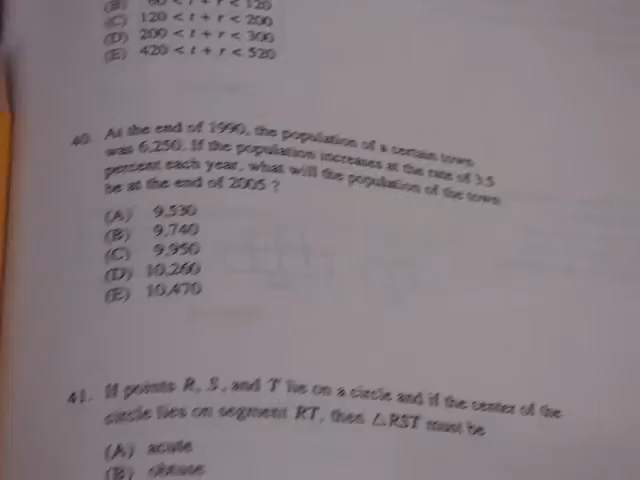 (B) 60 < t + r < 120
(C) 120 < t + r < 200
(D) 200 < t + r < 300
(E) 420 < t + r < 520
40. At the end of 1990, the population of a certain town
was 6,250. If the population increases at the rate of 3.5
percent each year, what will the population of the town
be at the end of 2005 ?
(A) 9,530
(B) 9,740
(C) 9,950
(D) 10,260
(E) 10,470
41. If points R, S, and T lie on a circle and if the center of the
circle lies on segment RT, then △RST must be
(A) acute
(B) obtuse